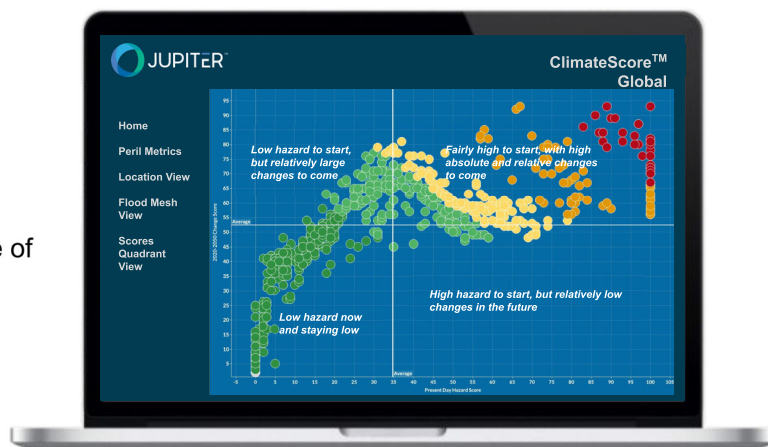 JUPITER™
ClimateScore™
Global
Home
Peril Metrics
Location View
Flood Mesh
View
Scores
Quadrant
View
e of
Low hazard to start,
but relatively large
changes to come
Fairly high to start, with high
absolute and relative changes
to come
Low hazard now
and staying low
High hazard to start, but relatively low
changes in the future
2020-2050 Change Score
95
90
85
80
75
70
65
60
55
50
45
40
35
30
25
20
15
10
5
Average
Average
-5 0 5 10 15 20 25 30 35 40 45 50 55 60 65 70 75 80 85 90 95 100 105
Present Day Hazard Score